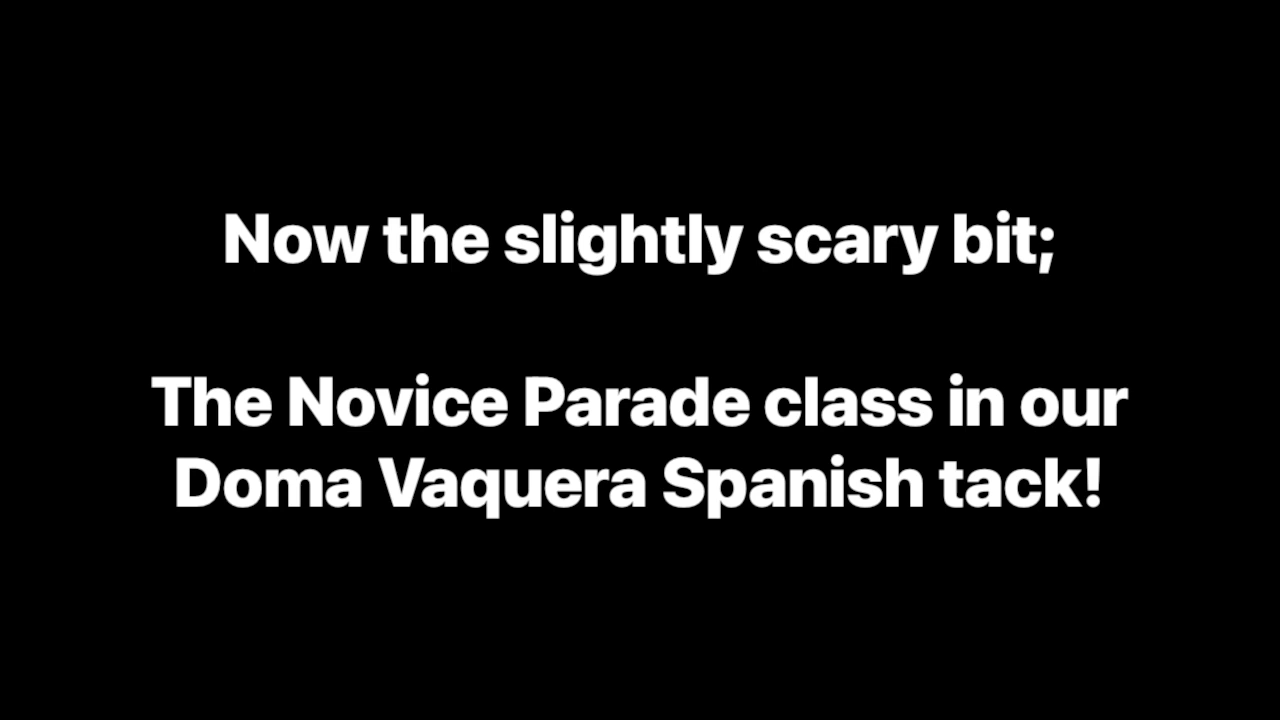 Now the slightly scary bit;
The Novice Parade class in our
Doma Vaquera Spanish tack!